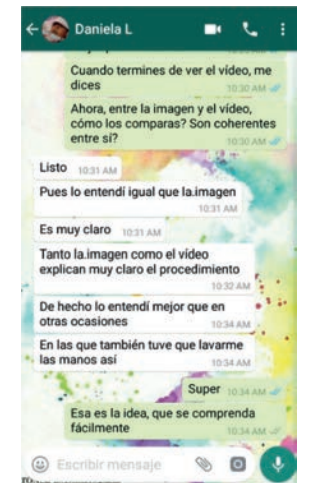 Daniela L
Cuando termines de ver el vídeo, me
dices
10:30 AM
Ahora, entre la imagen y el vídeo,
cómo los comparas? Son coherentes
entre sí?
10:30 AM
Listo 10:31 AM
Pues lo entendí igual que la.imagen
10:31 AM
Es muy claro 10:31 AM
Tanto la.imagen como el vídeo
explican muy claro el procedimiento
10:32 AM
De hecho lo entendí mejor que en
otras ocasiones
10:34 AM
En las que también tuve que lavarme
las manos así
10:34 AM
Super 10:34 AM
Esa es la idea, que se comprenda
fácilmente
10:34 AM
Escribir mensaje